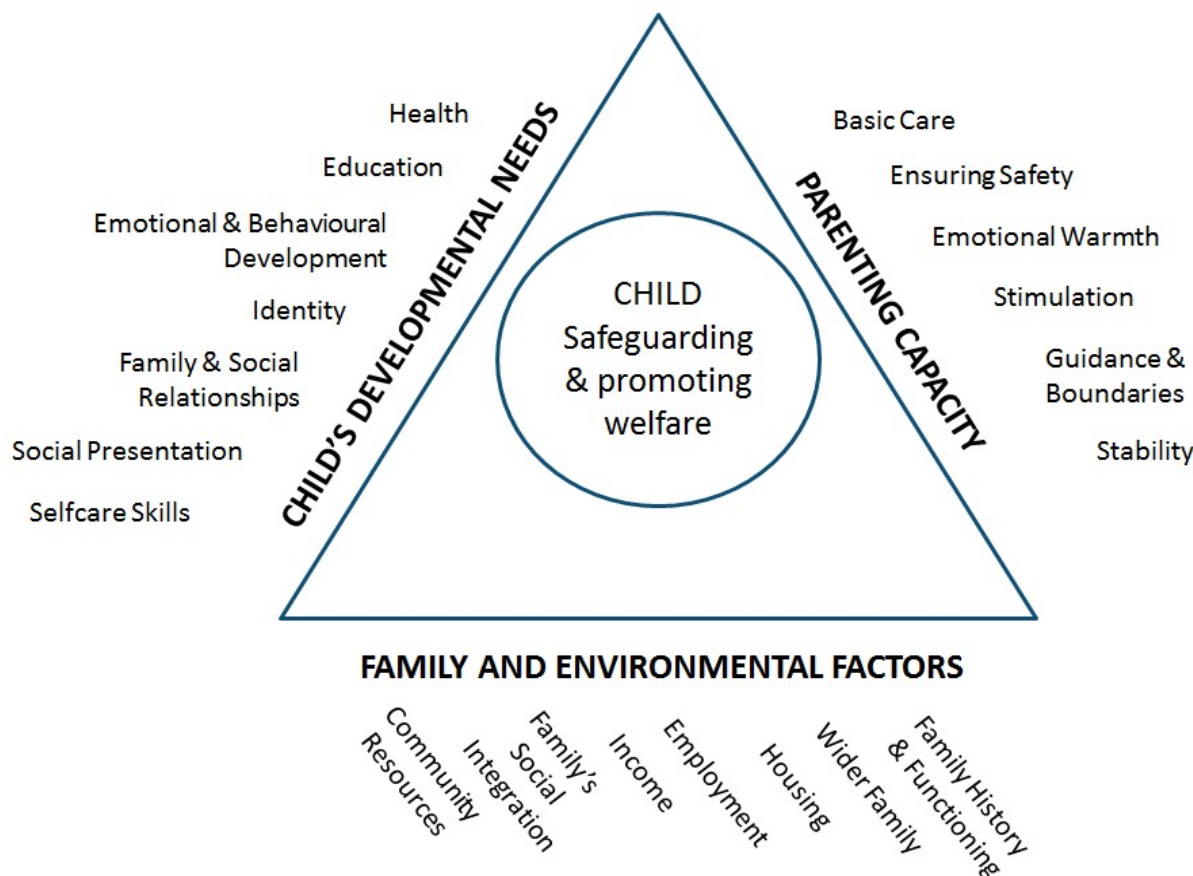 Health
Education
Emotional & Behavioural
Development
Identity
Family & Social
Relationships
Social Presentation
Selfcare Skills
CHILD'S DEVELOPMENTAL NEEDS
CHILD
Safeguarding
& promoting
welfare
PARENTING CAPACITY
Basic Care
Ensuring Safety
Emotional Warmth
Stimulation
Guidance &
Boundaries
Stability
FAMILY AND ENVIRONMENTAL FACTORS
Community
Resources
Family's
Social
Integration
Income
Employment
Housing
Wider Family
Family History
& Functioning